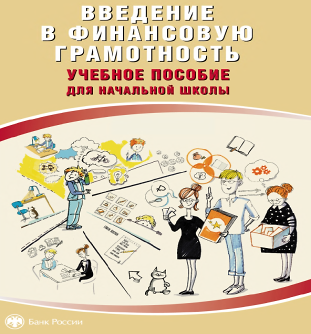 ВВЕДЕНИЕ
В ФИНАНСОВУЮ
ГРАМОТНОСТЬ
УЧЕБНОЕ ПОСОБИЕ
ДЛЯ НАЧАЛЬНОЙ ШКОЛЫ
Банк России